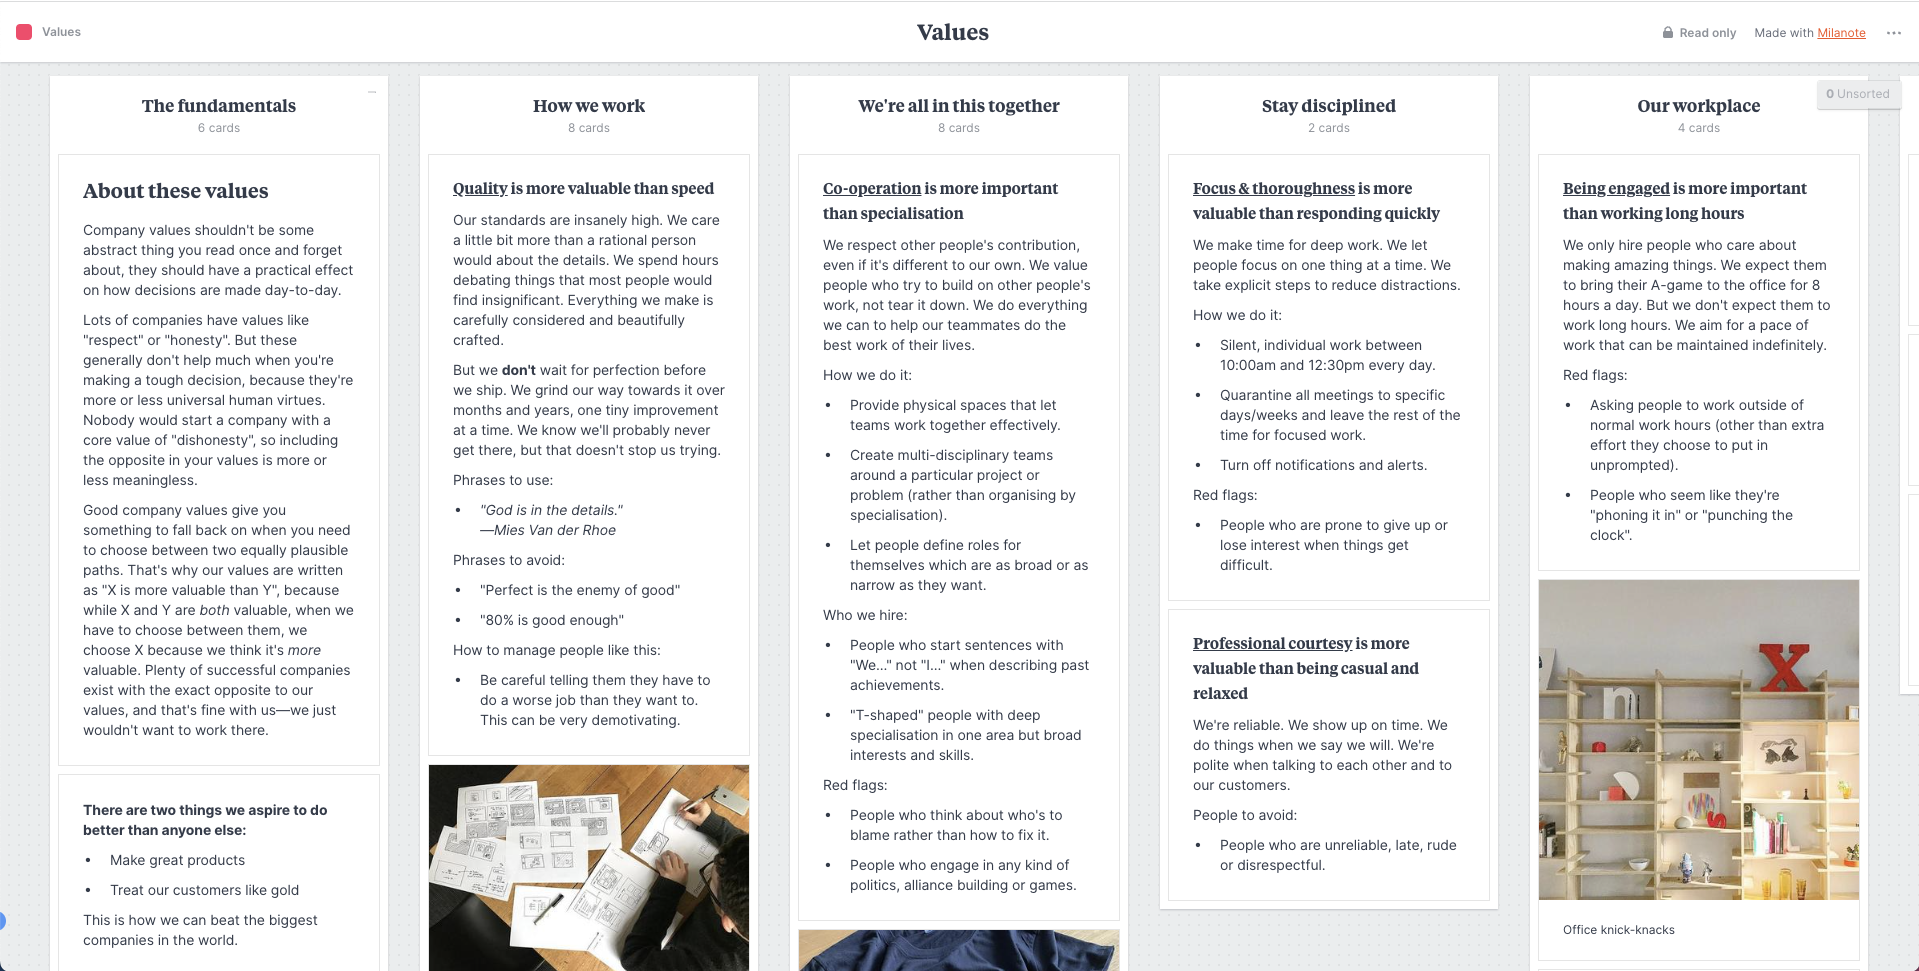 Values
Values
Read only
Made with Milanote
0 Unsorted
The fundamentals
6 cards
About these values
Company values shouldn't be some
abstract thing you read once and forget
about, they should have a practical effect
on how decisions are made day-to-day.
Lots of companies have values like
"respect" or "honesty". But these
generally don't help much when you're
making a tough decision, because they're
more or less universal human virtues.
Nobody would start a company with a
core value of "dishonesty", so including
the opposite in your values is more or
less meaningless.
Good company values give you
something to fall back on when you need
to choose between two equally plausible
paths. That's why our values are written
as "X is more valuable than Y", because
while X and Y are both valuable, when we
have to choose between them, we
choose X because we think it's more
valuable. Plenty of successful companies
exist with the exact opposite to our
values, and that's fine with us—we just
wouldn't want to work there.
There are two things we aspire to do
better than anyone else:
• Make great products
• Treat our customers like gold
This is how we can beat the biggest
companies in the world.
How we work
8 cards
Quality is more valuable than speed
Our standards are insanely high. We care
a little bit more than a rational person
would about the details. We spend hours
debating things that most people would
find insignificant. Everything we make is
carefully considered and beautifully
crafted.
But we don't wait for perfection before
we ship. We grind our way towards it over
months and years, one tiny improvement
at a time. We know we'll probably never
get there, but that doesn't stop us trying.
Phrases to use:
• "God is in the details."
—Mies Van der Rhoe
Phrases to avoid:
• "Perfect is the enemy of good"
• "80% is good enough"
How to manage people like this:
• Be careful telling them they have to
do a worse job than they want to.
This can be very demotivating.
We're all in this together
8 cards
Co-operation is more important
than specialisation
We respect other people's contribution,
even if it's different to our own. We value
people who try to build on other people's
work, not tear it down. We do everything
we can to help our teammates do the
best work of their lives.
How we do it:
• Provide physical spaces that let
teams work together effectively.
• Create multi-disciplinary teams
around a particular project or
problem (rather than organising by
specialisation).
• Let people define roles for
themselves which are as broad or as
narrow as they want.
Who we hire:
• People who start sentences with
"We..." not "I..." when describing past
achievements.
• "T-shaped" people with deep
specialisation in one area but broad
interests and skills.
Red flags:
• People who think about who's to
blame rather than how to fix it.
• People who engage in any kind of
politics, alliance building or games.
Stay disciplined
2 cards
Focus & thoroughness is more
valuable than responding quickly
We make time for deep work. We let
people focus on one thing at a time. We
take explicit steps to reduce distractions.
How we do it:
• Silent, individual work between
10:00am and 12:30pm every day.
• Quarantine all meetings to specific
days/weeks and leave the rest of the
time for focused work.
• Turn off notifications and alerts.
Red flags:
• People who are prone to give up or
lose interest when things get
difficult.
Professional courtesy is more
valuable than being casual and
relaxed
We're reliable. We show up on time. We
do things when we say we will. We're
polite when talking to each other and to
our customers.
People to avoid:
• People who are unreliable, late, rude
or disrespectful.
Our workplace
4 cards
Being engaged is more important
than working long hours
We only hire people who care about
making amazing things. We expect them
to bring their A-game to the office for 8
hours a day. But we don't expect them to
work long hours. We aim for a pace of
work that can be maintained indefinitely.
Red flags:
• Asking people to work outside of
normal work hours (other than extra
effort they choose to put in
unprompted).
• People who seem like they're
"phoning it in" or "punching the
clock".
X
n
Office knick-knacks